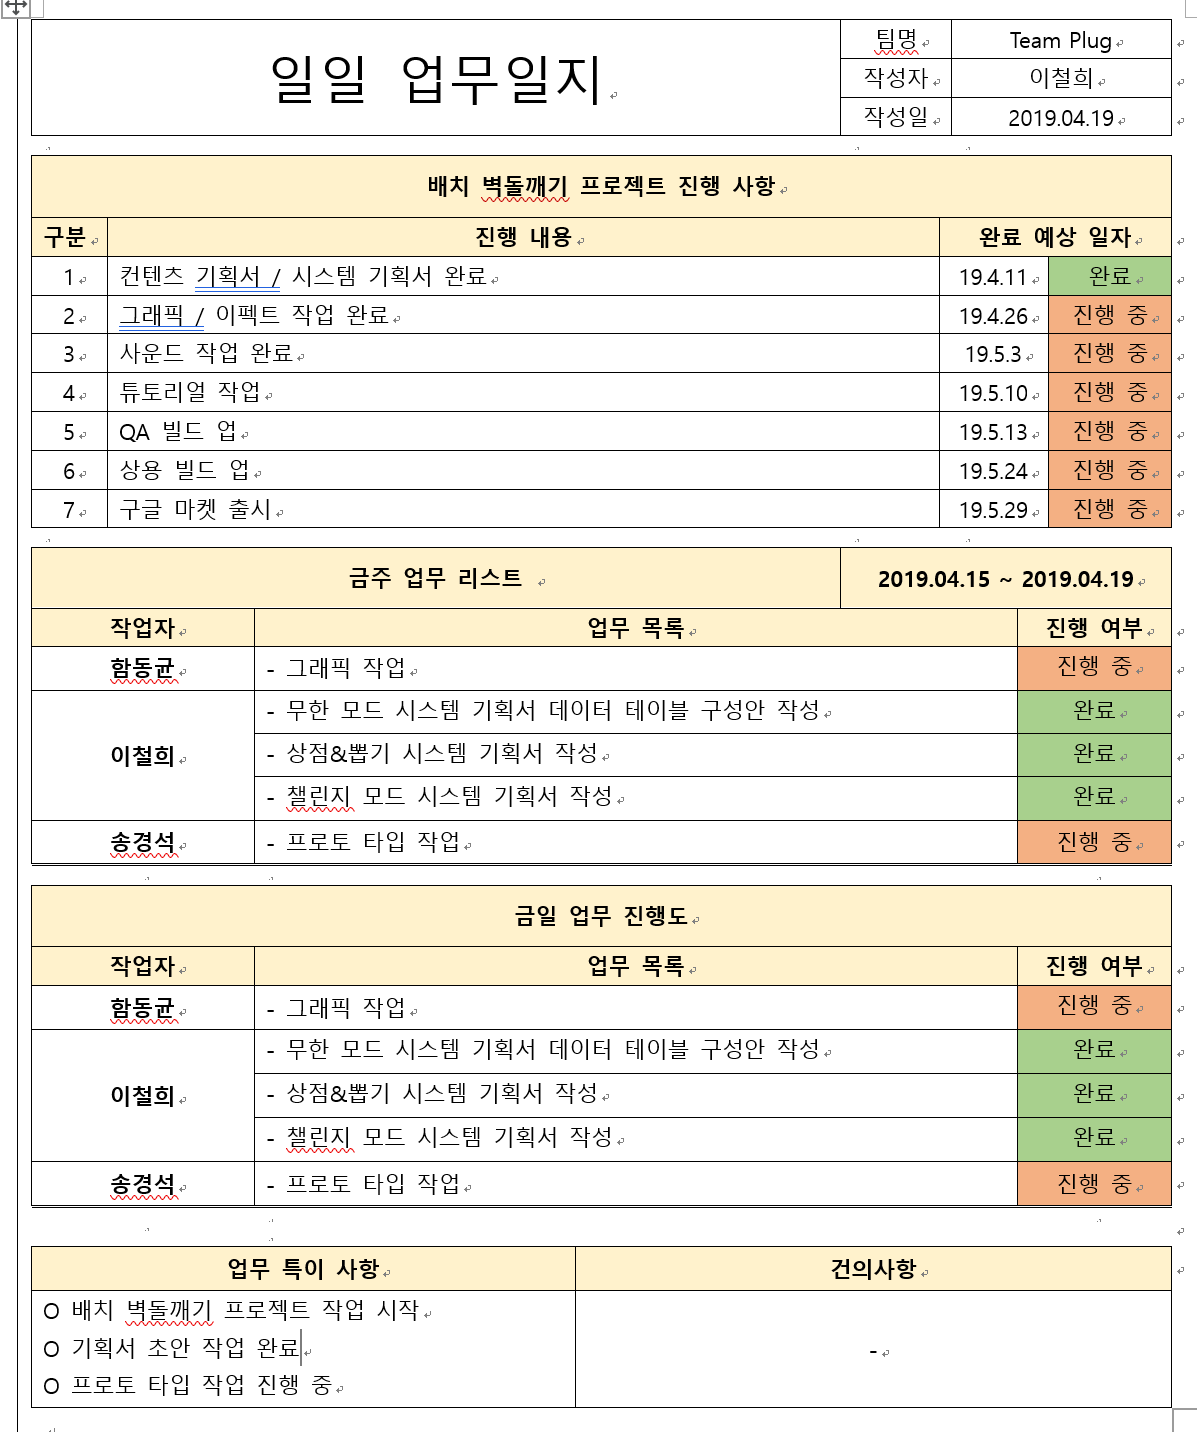 일일 업무일지
팀명 Team Plug
작성자 이철희
작성일 2019.04.19
배치 벽돌깨기 프로젝트 진행 사항
구분 진행 내용 완료 예상 일자
1 컨텐츠 기획서 / 시스템 기획서 완료 19.4.11 완료
2 그래픽 / 이펙트 작업 완료 19.4.26 진행 중
3 사운드 작업 완료 19.5.3 진행 중
4 튜토리얼 작업 19.5.10 진행 중
5 QA 빌드 업 19.5.13 진행 중
6 상용 빌드 업 19.5.24 진행 중
7 구글 마켓 출시 19.5.29 진행 중
금주 업무 리스트 2019.04.15 ~ 2019.04.19
작업자 업무 목록 진행 여부
함동균 - 그래픽 작업 진행 중
이철희 - 무한 모드 시스템 기획서 데이터 테이블 구성안 작성 완료
- 상점&뽑기 시스템 기획서 작성 완료
- 챌린지 모드 시스템 기획서 작성 완료
송경석 - 프로토 타입 작업 진행 중
금일 업무 진행도
작업자 업무 목록 진행 여부
함동균 - 그래픽 작업 진행 중
이철희 - 무한 모드 시스템 기획서 데이터 테이블 구성안 작성 완료
- 상점&뽑기 시스템 기획서 작성 완료
- 챌린지 모드 시스템 기획서 작성 완료
송경석 - 프로토 타입 작업 진행 중
업무 특이 사항 건의사항
O 배치 벽돌깨기 프로젝트 작업 시작
O 기획서 초안 작업 완료 -
O 프로토 타입 작업 진행 중